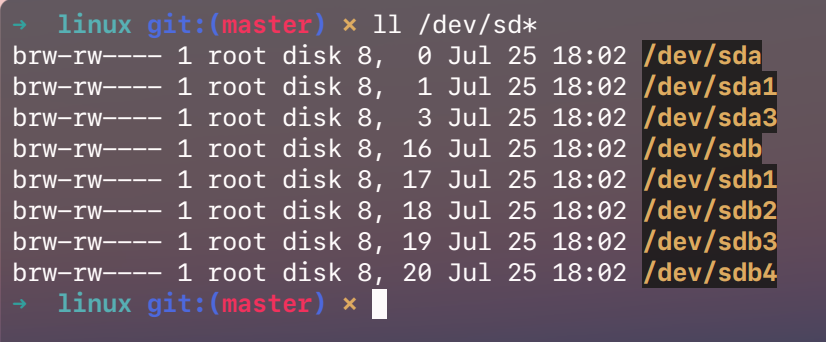 →  linux git:(master) × ll /dev/sd*
brw-rw---- 1 root disk 8,  0 Jul 25 18:02 /dev/sda
brw-rw---- 1 root disk 8,  1 Jul 25 18:02 /dev/sda1
brw-rw---- 1 root disk 8,  3 Jul 25 18:02 /dev/sda3
brw-rw---- 1 root disk 8, 16 Jul 25 18:02 /dev/sdb
brw-rw---- 1 root disk 8, 17 Jul 25 18:02 /dev/sdb1
brw-rw---- 1 root disk 8, 18 Jul 25 18:02 /dev/sdb2
brw-rw---- 1 root disk 8, 19 Jul 25 18:02 /dev/sdb3
brw-rw---- 1 root disk 8, 20 Jul 25 18:02 /dev/sdb4
→  linux git:(master) ×